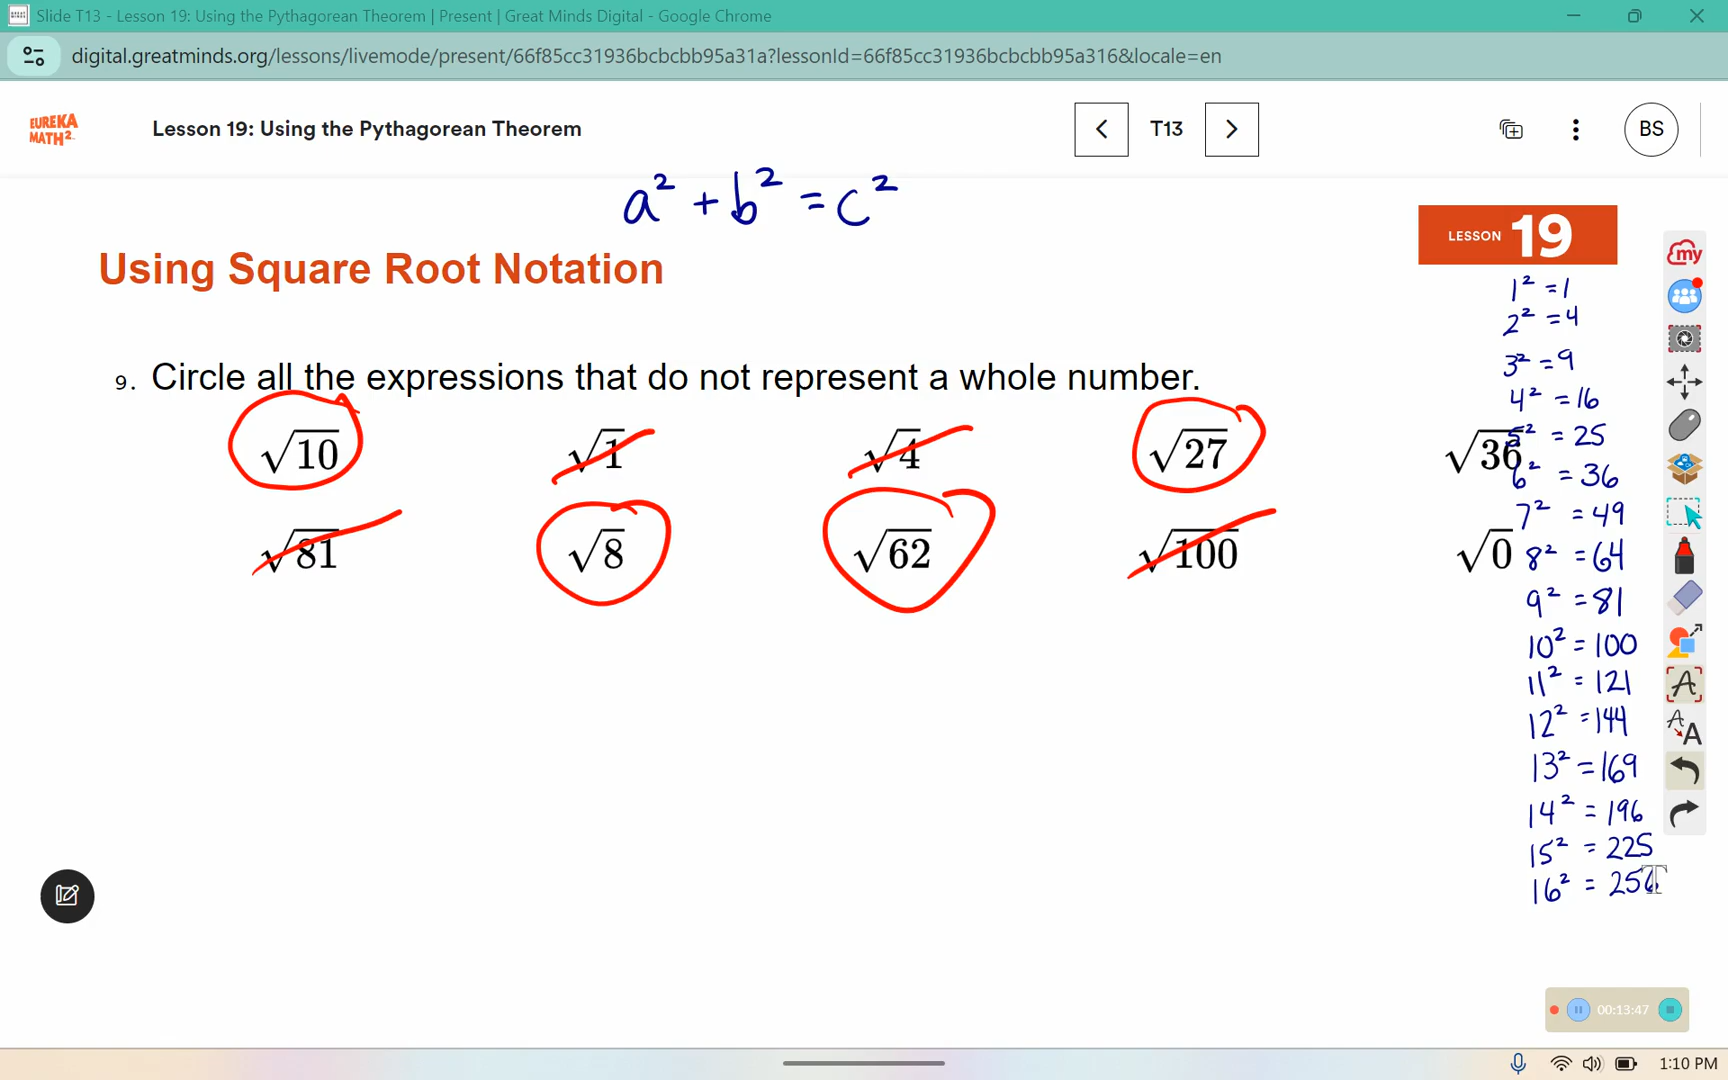 Slide T13 - Lesson 19: Using the Pythagorean Theorem | Present | Great Minds Digital - Google Chrome
digital.greatminds.org/lessons/livemode/present/66f85cc31936bcbcbb95a31a?lessonId=66f85cc31936bcbcbb95a316&locale=en
EUREKA
MATH²
Lesson 19: Using the Pythagorean Theorem
T13
BS
a² + b² = c²
LESSON 19
Using Square Root Notation
9. Circle all the expressions that do not represent a whole number.
√10 √1 √4 √27 √36
√81 √8 √62 √100 √0
1² = 1
2² = 4
3² = 9
4² = 16
5² = 25
6² = 36
7² = 49
8² = 64
9² = 81
10² = 100
11² = 121
12² = 144
13² = 169
14² = 196
15² = 225
16² = 256
my
A
A A
00:13:47
1:10 PM